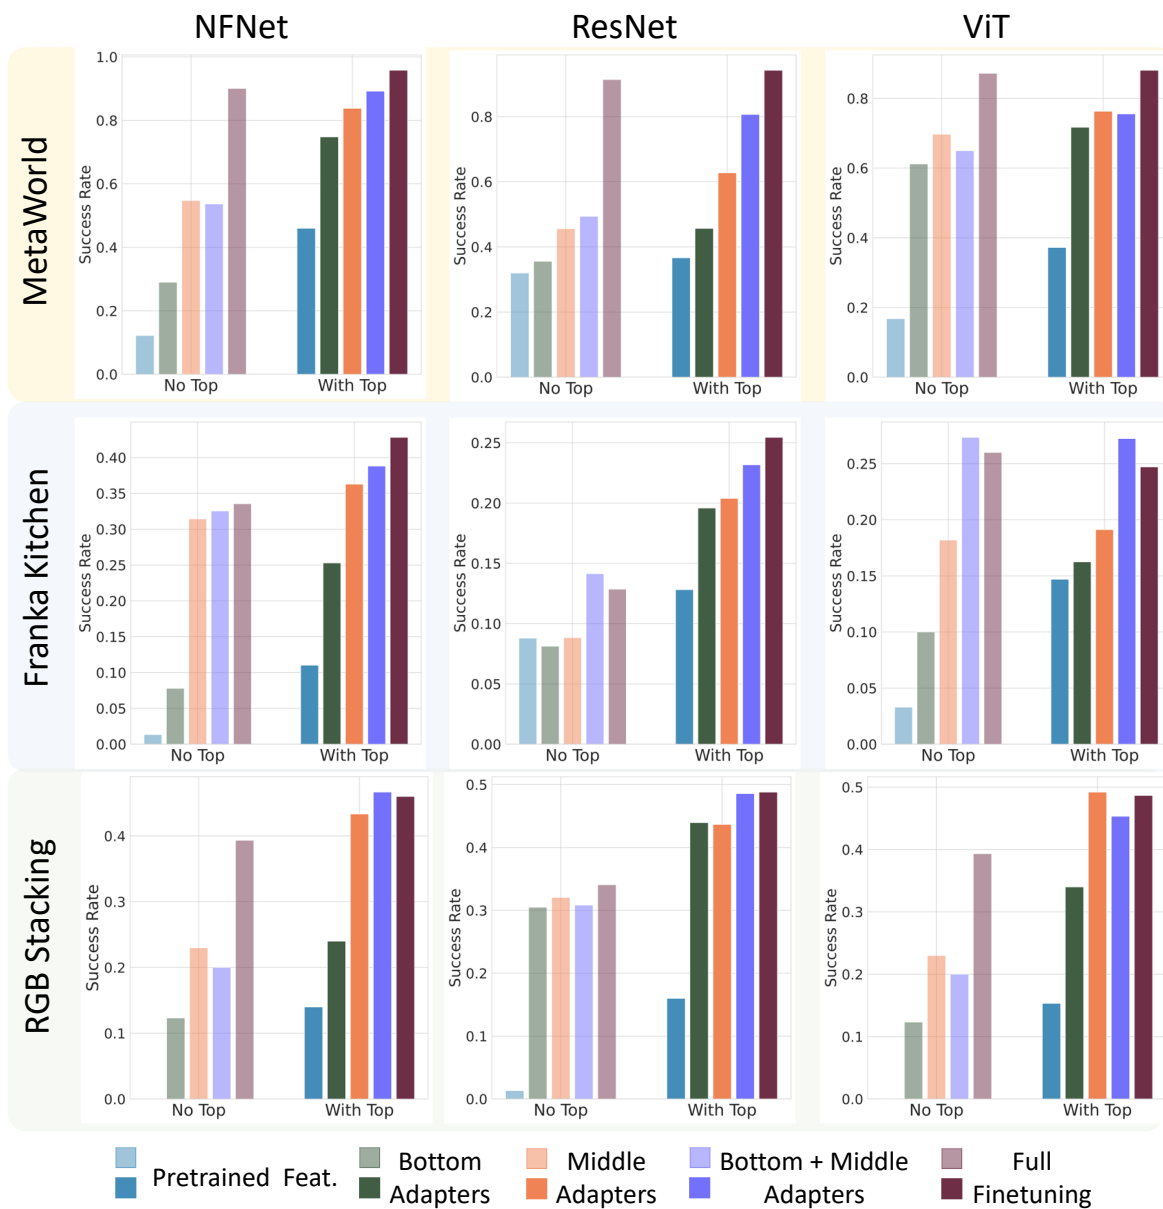 NFNet ResNet ViT
MetaWorld
Success Rate
1.0
0.8
0.6
0.4
0.2
0.0
No Top With Top
Success Rate
0.8
0.6
0.4
0.2
0.0
No Top With Top
Success Rate
0.8
0.6
0.4
0.2
0.0
No Top With Top
Franka Kitchen
Success Rate
0.40
0.35
0.30
0.25
0.20
0.15
0.10
0.05
0.00
No Top With Top
Success Rate
0.25
0.20
0.15
0.10
0.05
0.00
No Top With Top
Success Rate
0.25
0.20
0.15
0.10
0.05
0.00
No Top With Top
RGB Stacking
Success Rate
0.4
0.3
0.2
0.1
0.0
No Top With Top
Success Rate
0.5
0.4
0.3
0.2
0.1
0.0
No Top With Top
Success Rate
0.5
0.4
0.3
0.2
0.1
0.0
No Top With Top
Pretrained Feat.
Bottom
Adapters
Middle
Adapters
Bottom + Middle
Adapters
Full
Finetuning